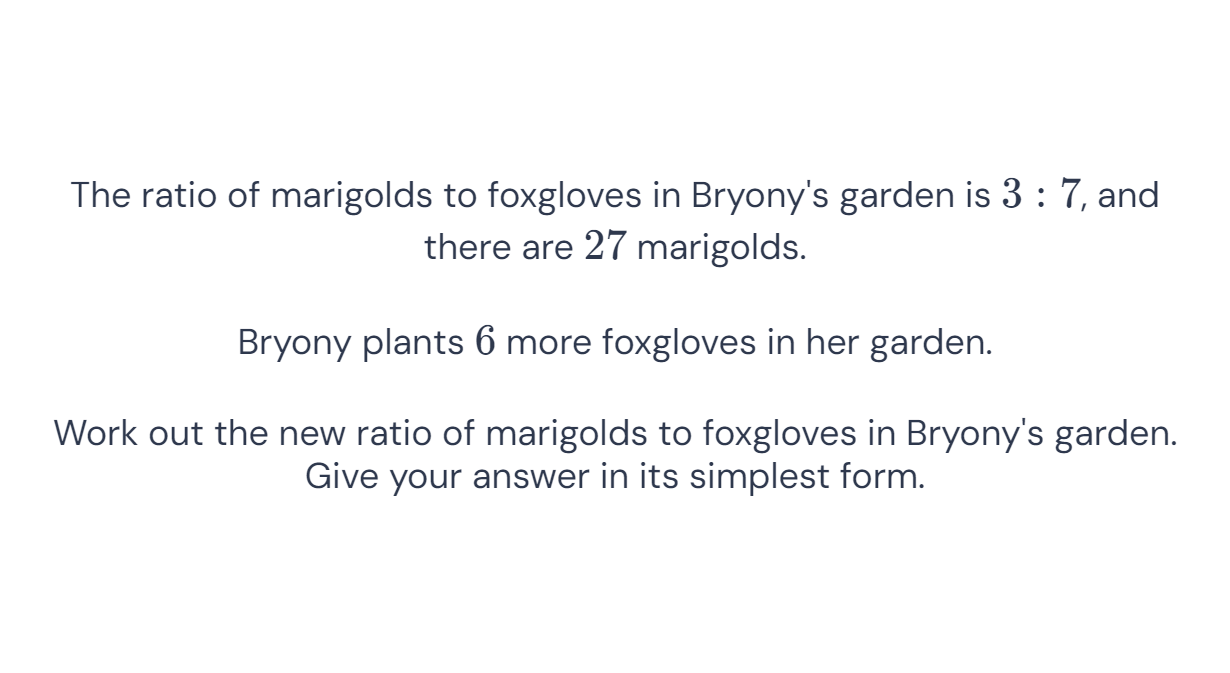 The ratio of marigolds to foxgloves in Bryony's garden is 3 : 7, and
there are 27 marigolds.
Bryony plants 6 more foxgloves in her garden.
Work out the new ratio of marigolds to foxgloves in Bryony's garden.
Give your answer in its simplest form.